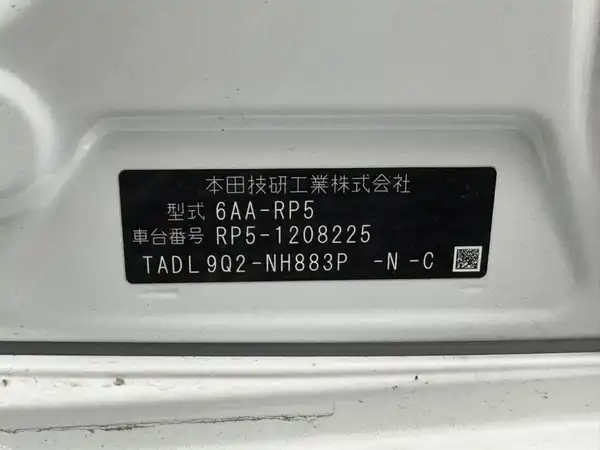 本田技研工業株式会社
型式 6AA-RP5
車台番号 RP5-1208225
TADL9Q2-NH883P -N-C